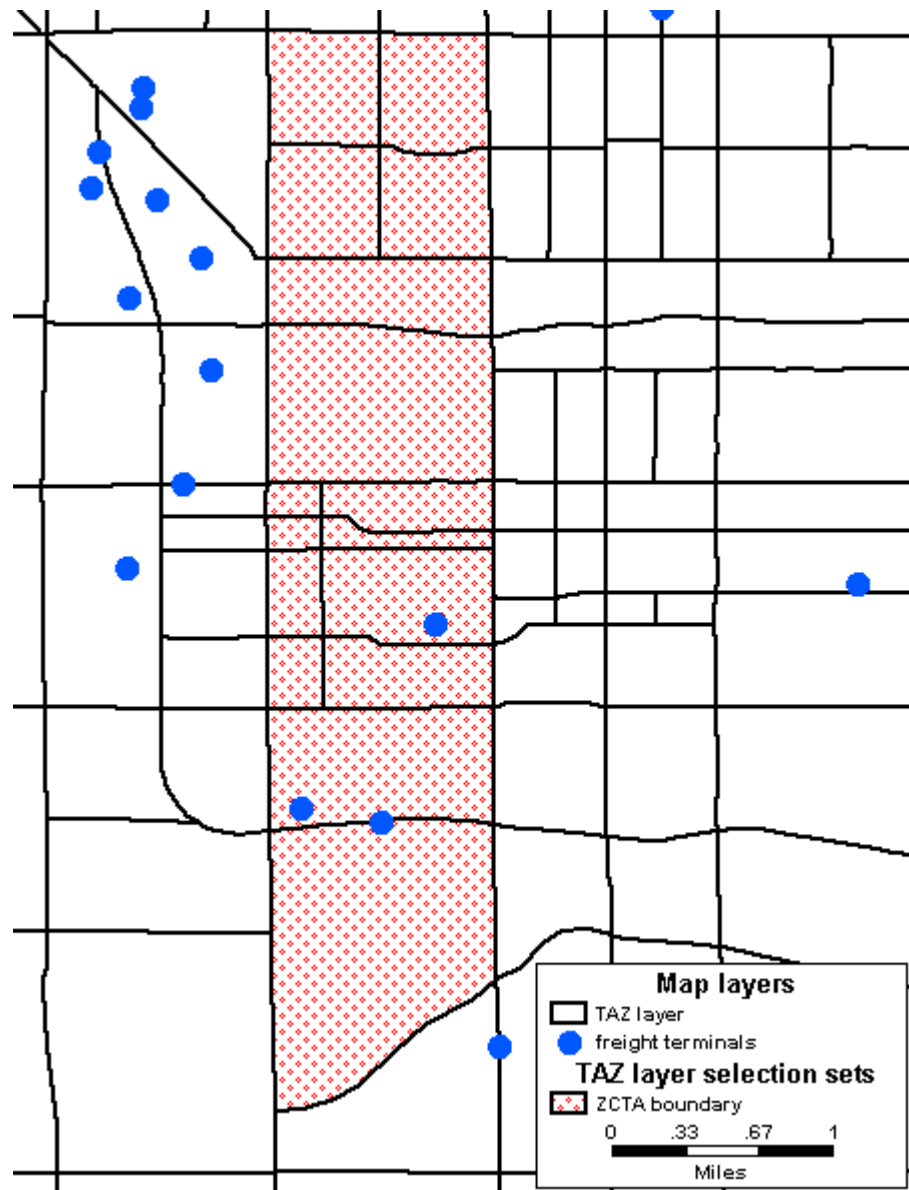 Map layers
TAZ layer
freight terminals
TAZ layer selection sets
ZCTA boundary
0 .33 .67 1
Miles